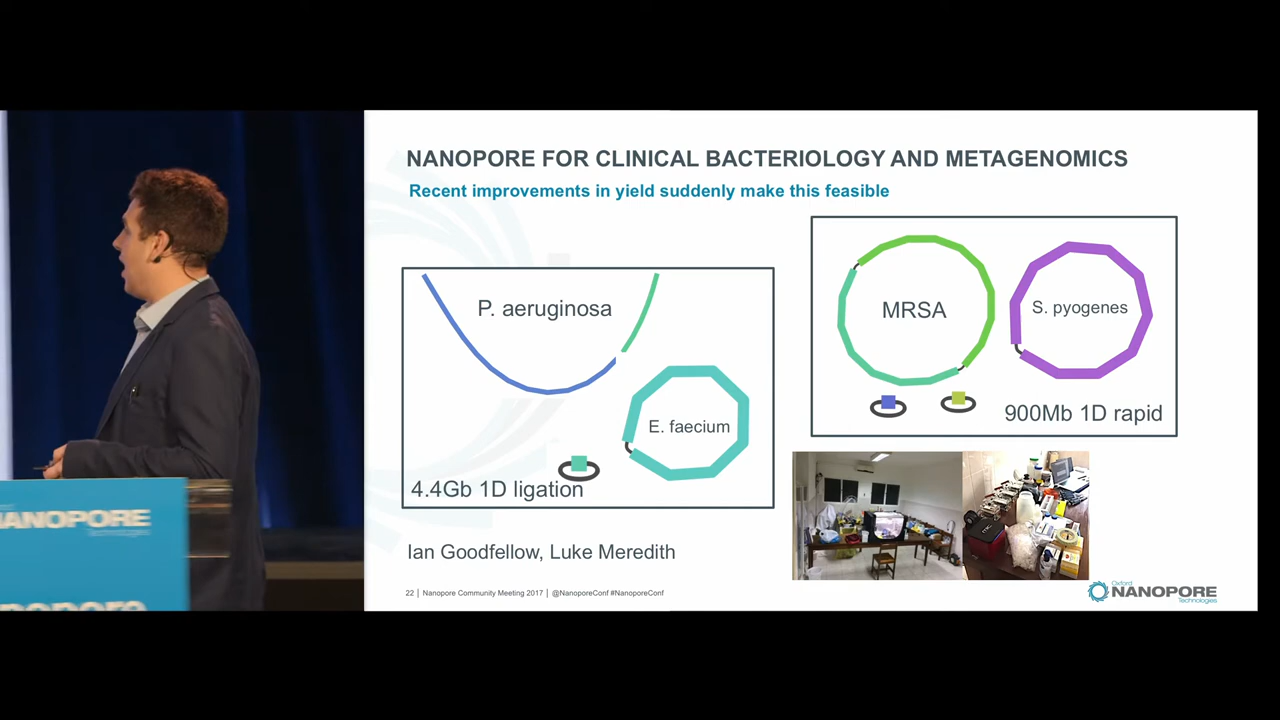 NANOPORE FOR CLINICAL BACTERIOLOGY AND METAGENOMICS
Recent improvements in yield suddenly make this feasible
P. aeruginosa
E. faecium
4.4Gb 1D ligation
MRSA
S. pyogenes
900Mb 1D rapid
Ian Goodfellow, Luke Meredith
22 | Nanopore Community Meeting 2017 | @NanoporeConf #NanoporeConf
Oxford
NANOPORE
Technologies
NANOPORE